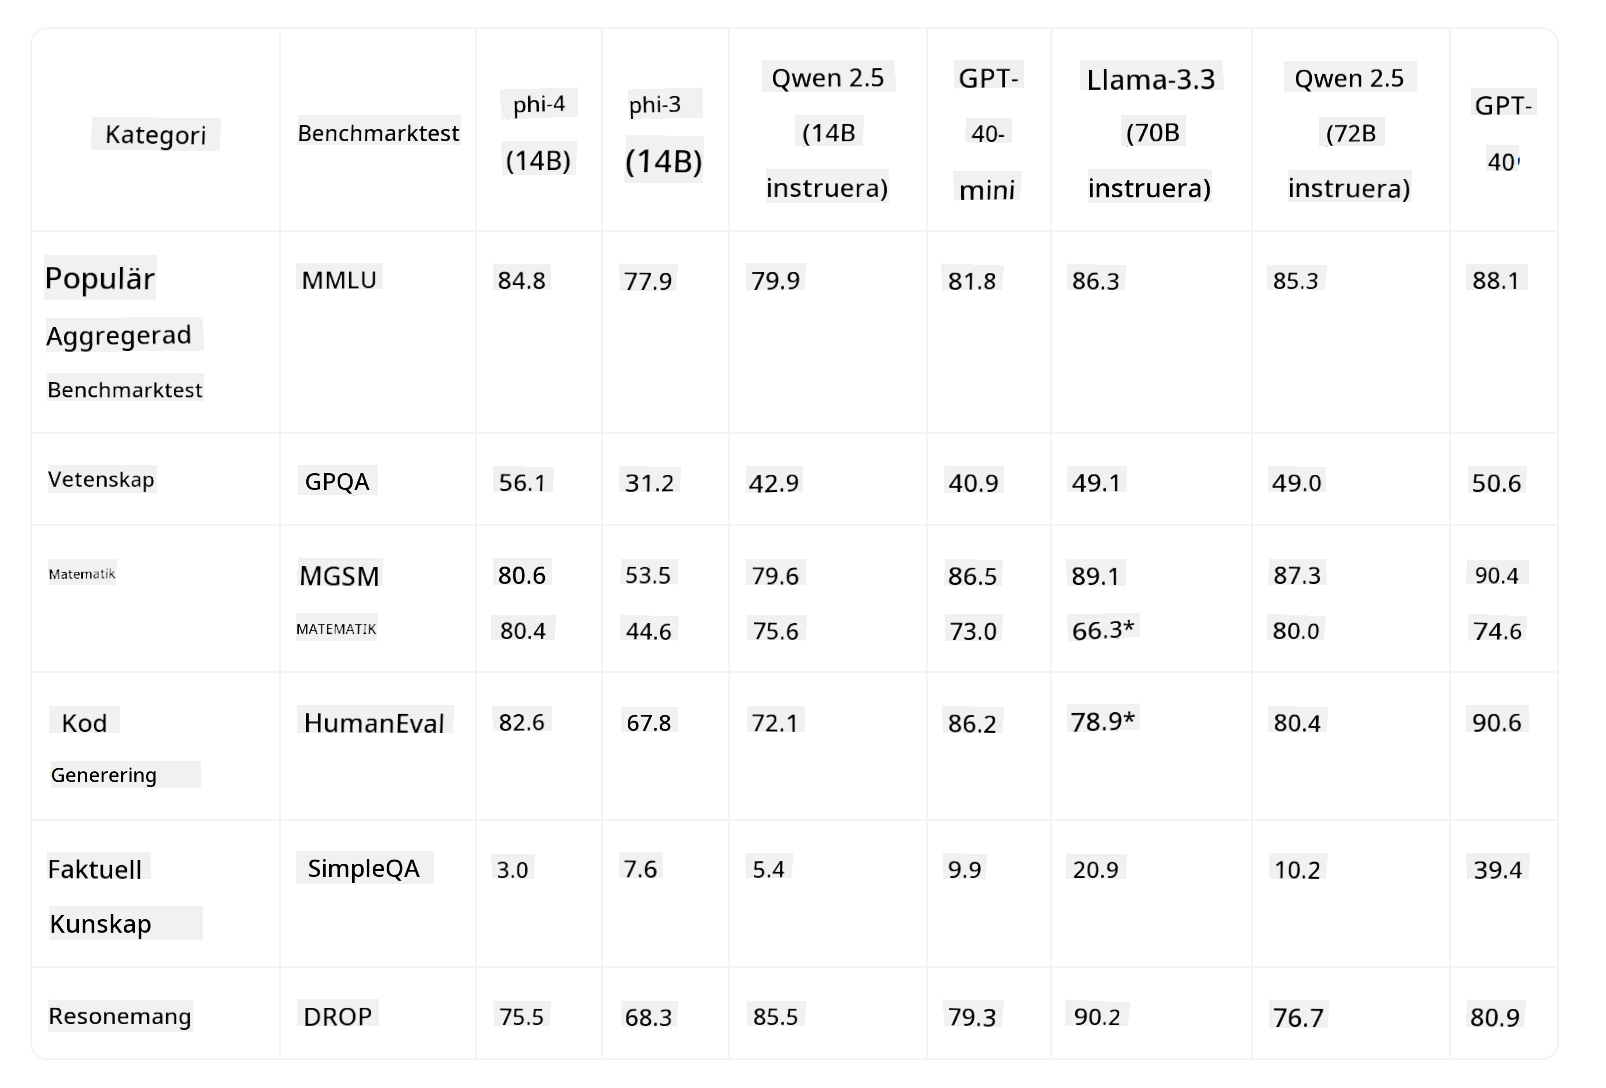 Kategori
Benchmarktest
phi-4
(14B)
phi-3
(14B)
Qwen 2.5
(14B
instruera)
GPT-
40-
mini
Llama-3.3
(70B
instruera)
Qwen 2.5
(72B
instruera)
GPT-
40
Populär
Aggregerad
Benchmarktest
MMLU
84.8
77.9
79.9
81.8
86.3
85.3
88.1
Vetenskap
GPQA
56.1
31.2
42.9
40.9
49.1
49.0
50.6
Matematik
MGSM
80.6
53.5
79.6
86.5
89.1
87.3
90.4
MATEMATIK
80.4
44.6
75.6
73.0
66.3*
80.0
74.6
Kod
Generering
HumanEval
82.6
67.8
72.1
86.2
78.9*
80.4
90.6
Faktuell
Kunskap
SimpleQA
3.0
7.6
5.4
9.9
20.9
10.2
39.4
Resonemang
DROP
75.5
68.3
85.5
79.3
90.2
76.7
80.9